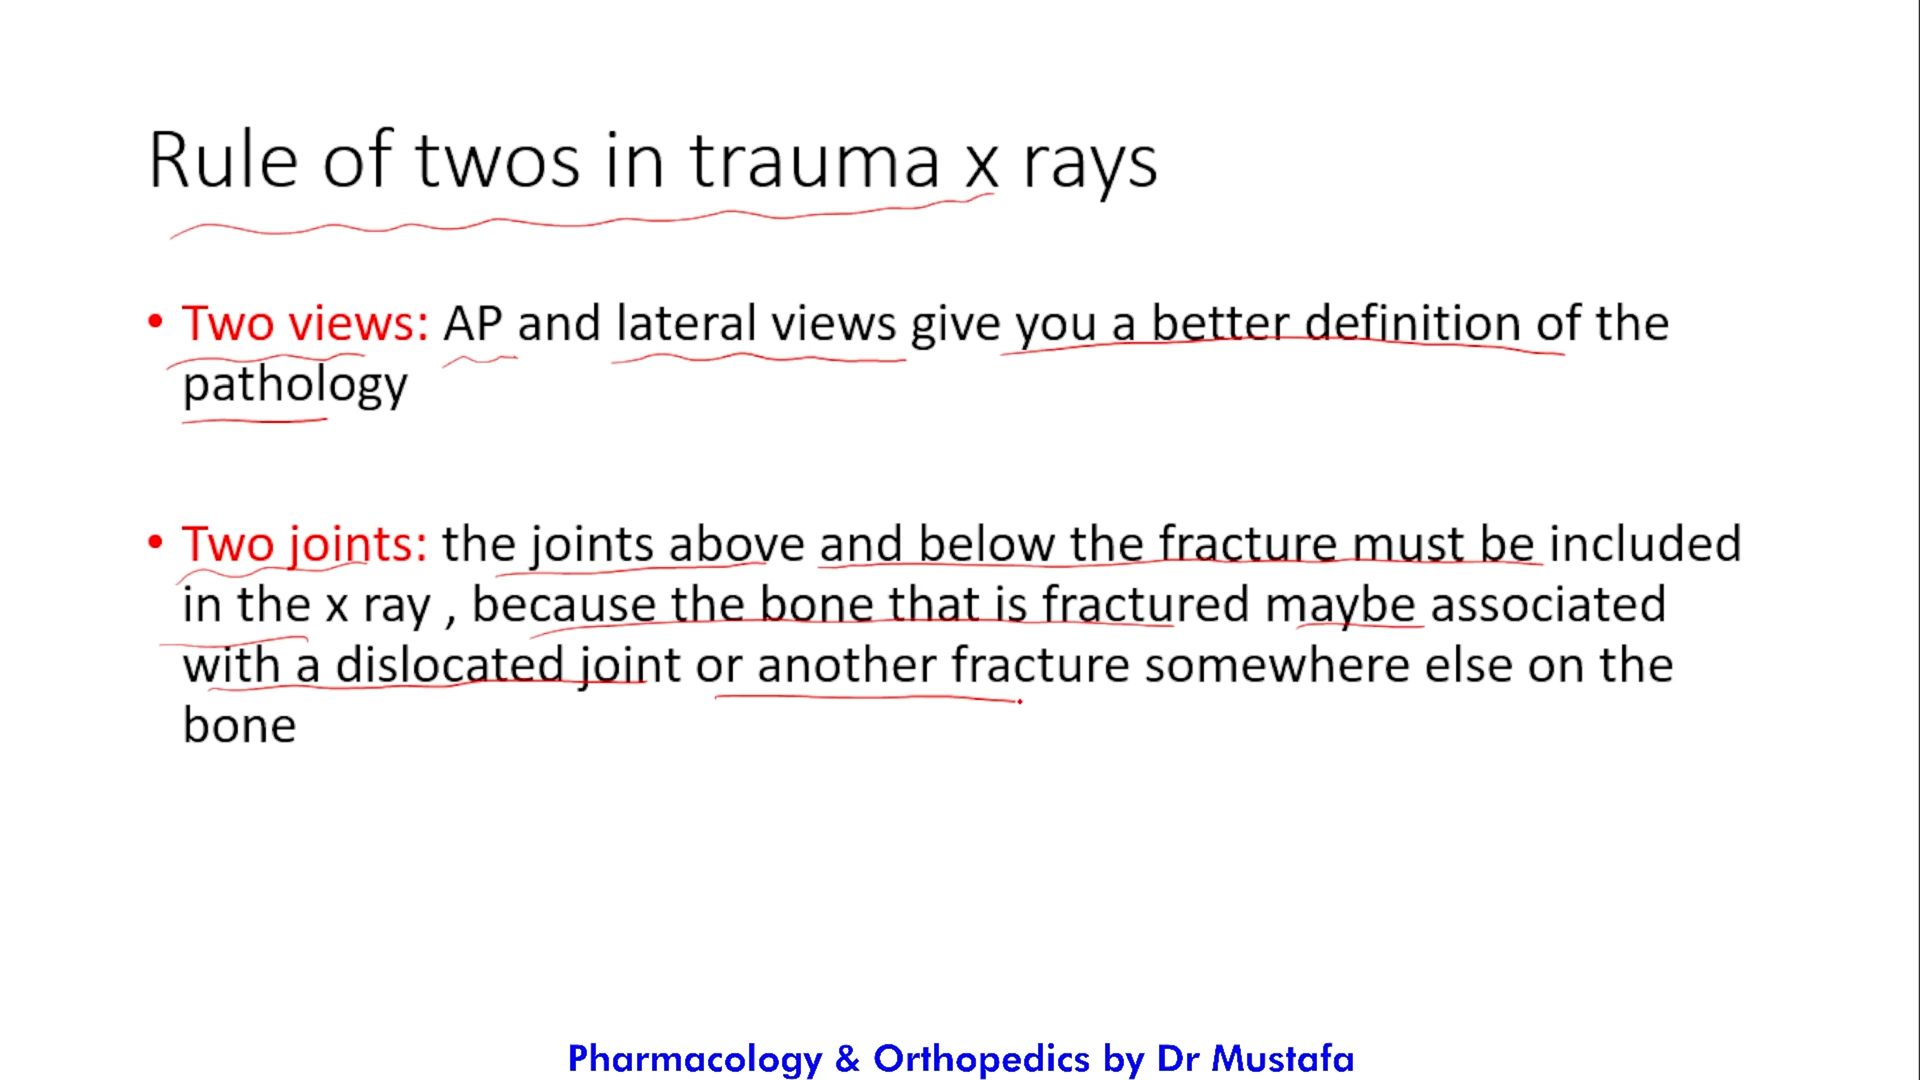 Rule of twos in trauma x rays
• Two views: AP and lateral views give you a better definition of the
pathology
• Two joints: the joints above and below the fracture must be included
in the x ray , because the bone that is fractured maybe associated
with a dislocated joint or another fracture somewhere else on the
bone
Pharmacology & Orthopedics by Dr Mustafa